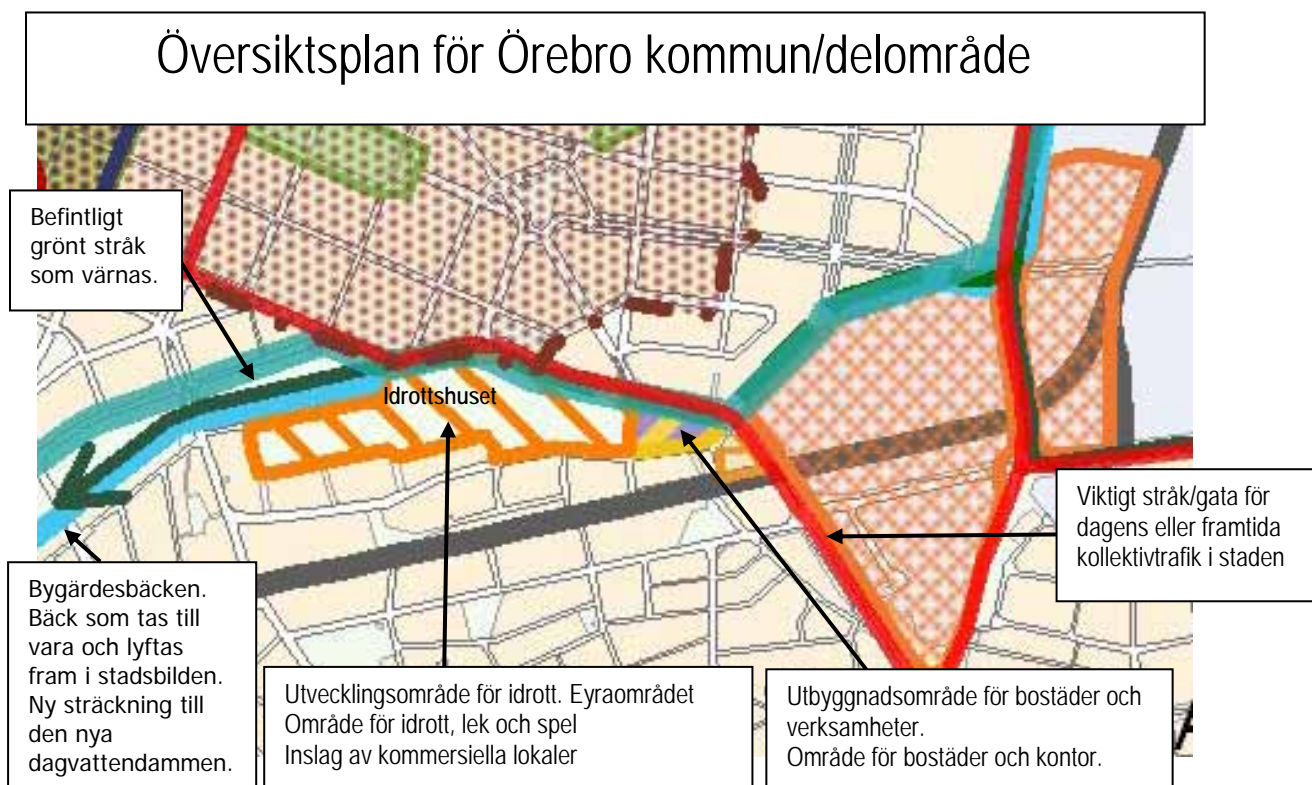 Översiktsplan för Örebro kommun/delområde
Befintligt
grönt stråk
som värnas.
Idrottshuset
Viktigt stråk/gata för
dagens eller framtida
kollektivtrafik i staden
Bygärdesbäcken.
Bäck som tas till
vara och lyftas
fram i stadsbilden.
Ny sträckning till
den nya
dagvattendammen.
Utvecklingsområde för idrott. Eyraområdet
Område för idrott, lek och spel
Inslag av kommersiella lokaler
Utbyggnadsområde för bostäder och
verksamheter.
Område för bostäder och kontor.